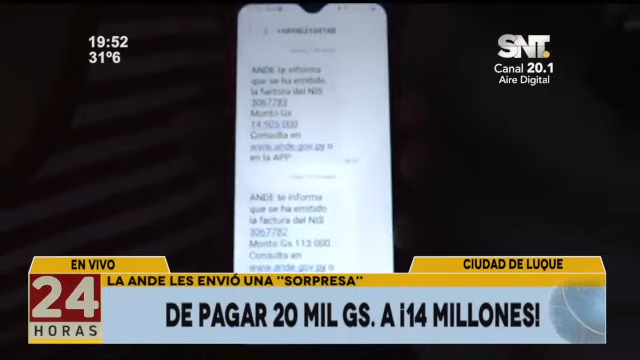 19:52
31°6
SNT.
Canal 20.1
Aire Digital
ANDE te informa
que se ha emitido
la factura del NIS
3067782
Monto Gs
14.905.000
Consulta en
www.ande.gov.py o
en la APP
ANDE te informa
que se ha emitido
la factura del NIS
3067782
Monto Gs 113.000
Consulta en
www.ande.gov.py o
EN VIVO
CIUDAD DE LUQUE
LA ANDE LES ENVIÓ UNA "SORPRESA"
24
HORAS
DE PAGAR 20 MIL GS. A ¡14 MILLONES!